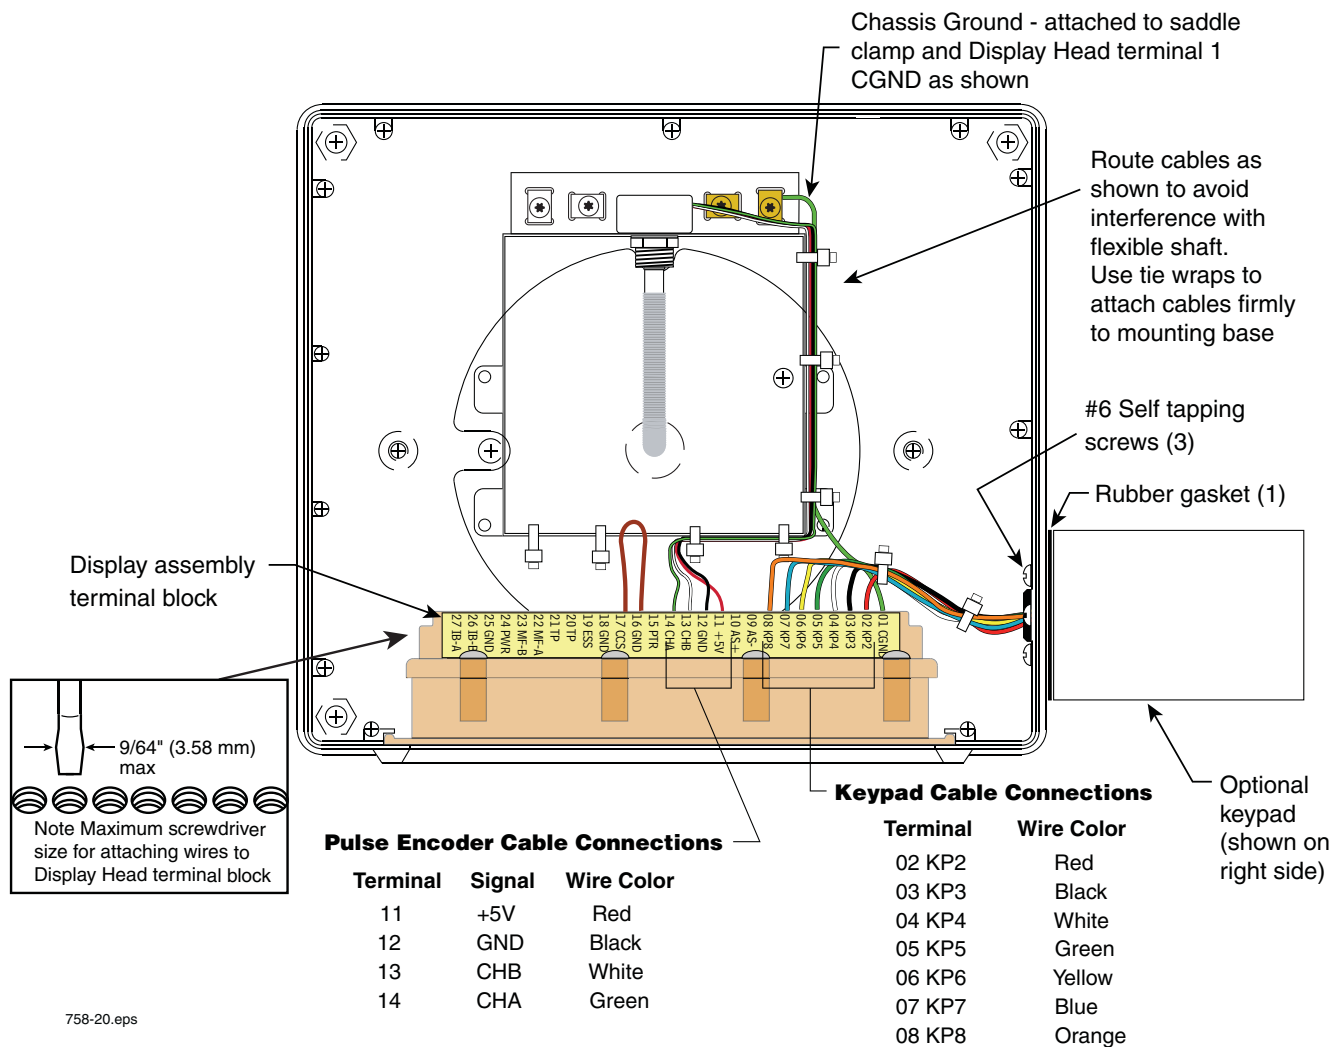 Chassis Ground - attached to saddle
clamp and Display Head terminal 1
CGND as shown
Route cables as
shown to avoid
interference with
flexible shaft.
Use tie wraps to
attach cables firmly
to mounting base
#6 Self tapping
screws (3)
Rubber gasket (1)
Display assembly
terminal block
27 IB-A
26 IB-B
25 GND
24 PWR
23 MF-B
22 MF-A
21 TP
20 TP
19 ESS
18 GND
17 CCS
16 GND
15 PTR
14 CHA
13 CHB
12 GND
11 +5V
10 AS+
09 AS-
08 KP8
07 KP7
06 KP6
05 KP5
04 KP4
03 KP3
02 KP2
01 CGND
9/64" (3.58 mm)
max
Note Maximum screwdriver
size for attaching wires to
Display Head terminal block
Optional
keypad
(shown on
right side)
Pulse Encoder Cable Connections
Terminal Signal Wire Color
11 +5V Red
12 GND Black
13 CHB White
14 CHA Green
Keypad Cable Connections
Terminal Wire Color
02 KP2 Red
03 KP3 Black
04 KP4 White
05 KP5 Green
06 KP6 Yellow
07 KP7 Blue
08 KP8 Orange
758-20.eps